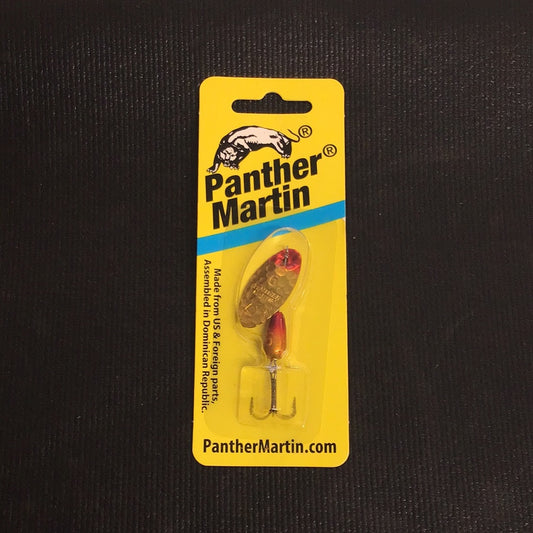 ®
Panther®
Martin
Made from US & Foreign parts,
Assembled in Dominican Republic.
PantherMartin.com